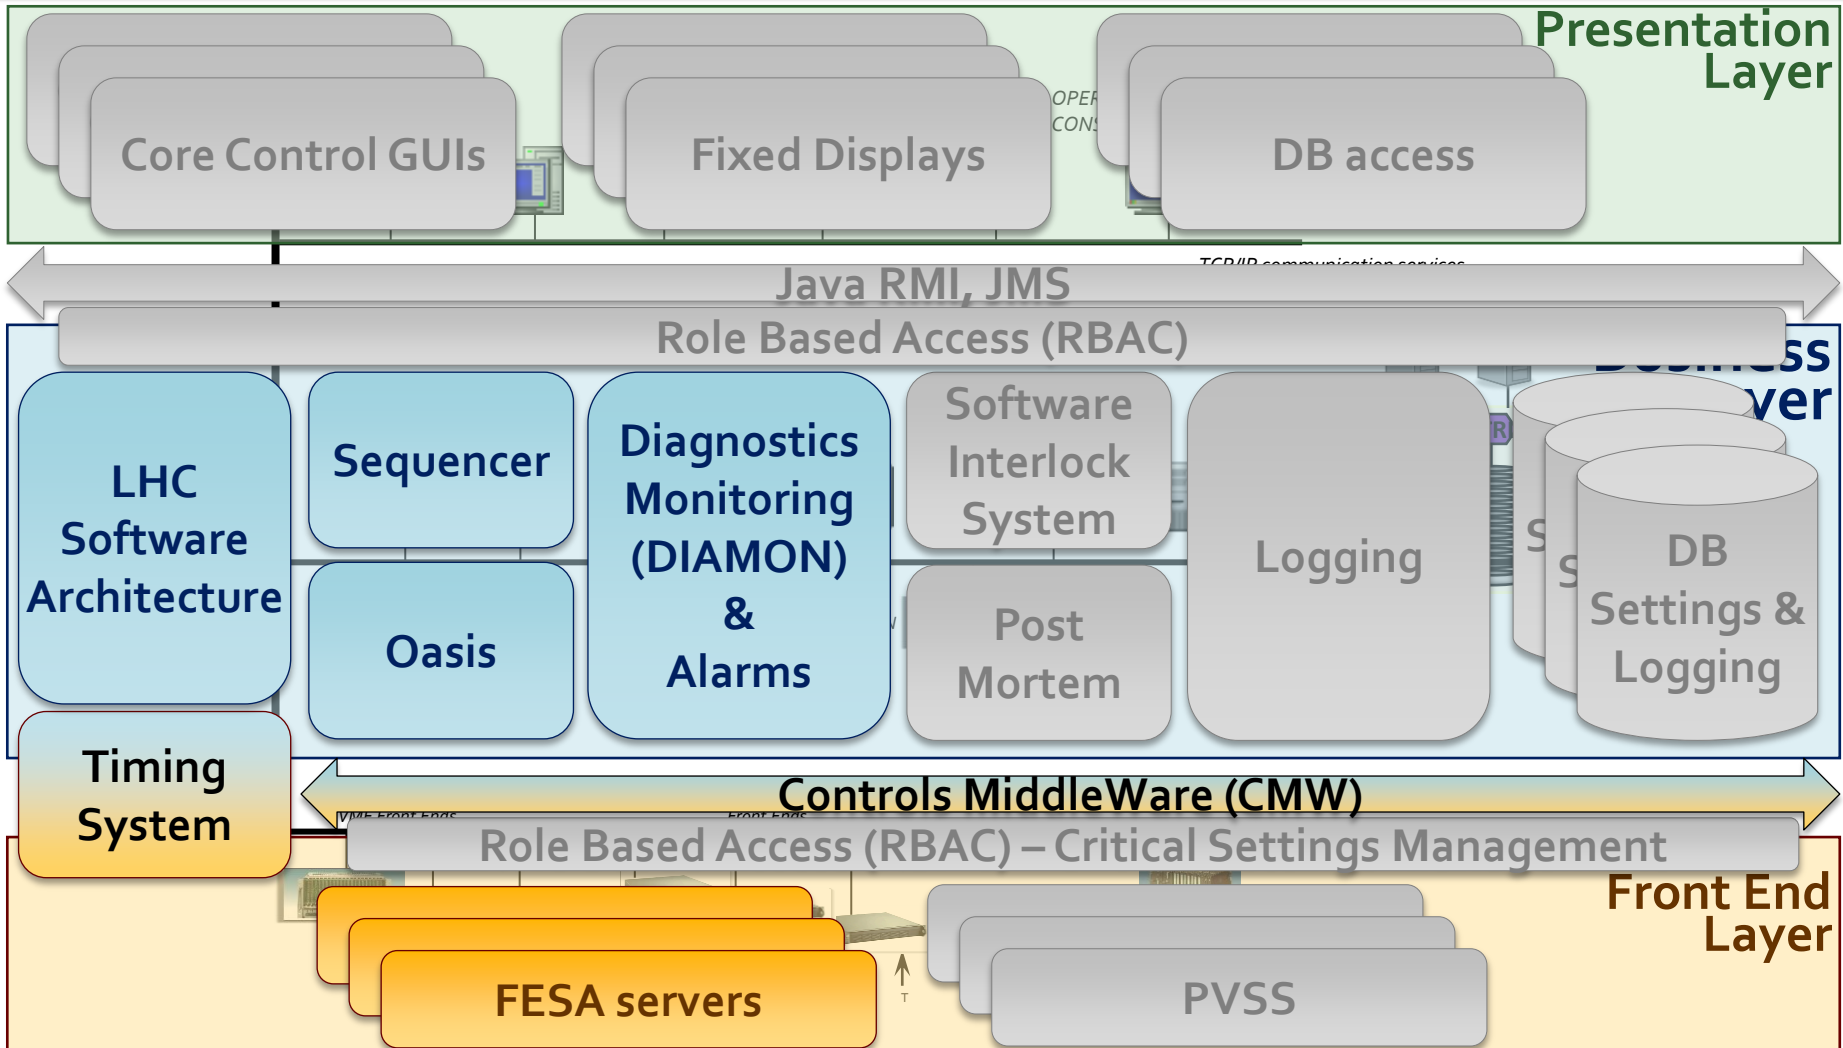 Presentation
Layer
Core Control GUIs
Fixed Displays
DB access
Java RMI, JMS
Role Based Access (RBAC)
LHC
Software
Architecture
Sequencer
Oasis
Diagnostics
Monitoring
(DIAMON)
&
Alarms
Software
Interlock
System
Post
Mortem
Logging
DB
Settings &
Logging
Timing
System
Controls MiddleWare (CMW)
Role Based Access (RBAC) – Critical Settings Management
Front End
Layer
FESA servers
T
PVSS